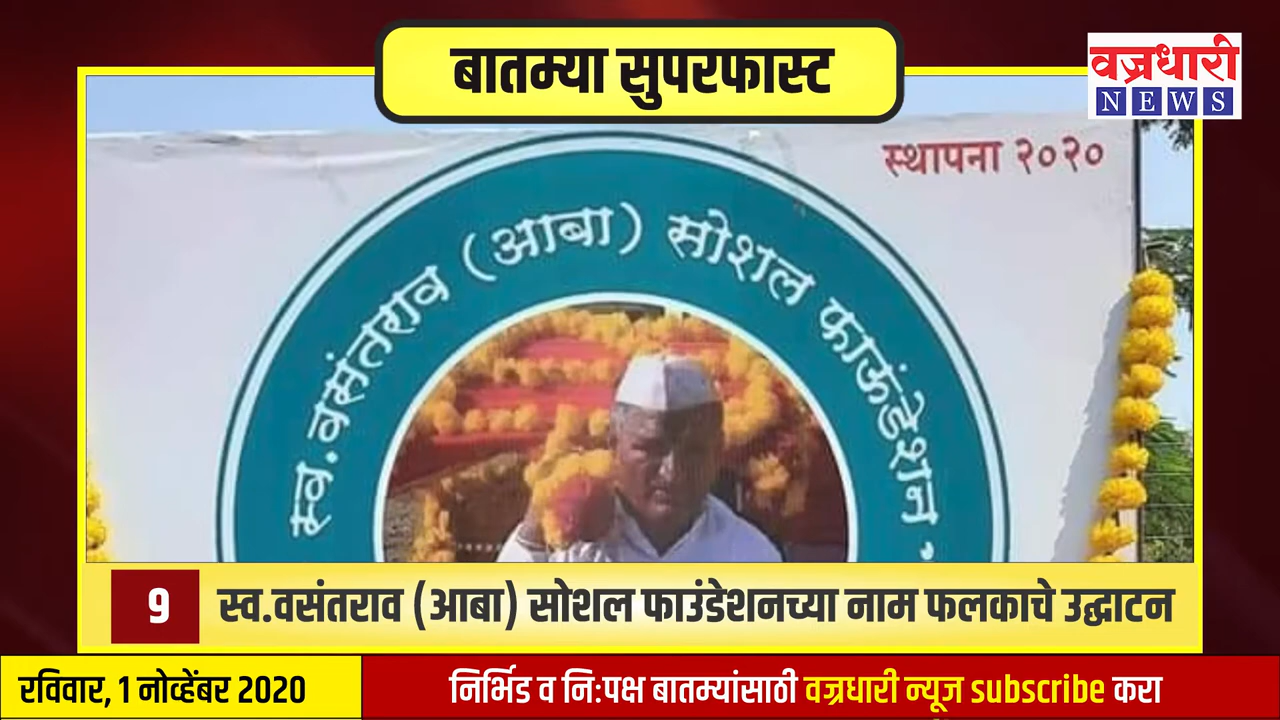 बातम्या सुपरफास्ट
वज्रधारी
NEWS
स्थापना २०२०
स्व.वसंतराव (आबा) सोशल फाऊंडेशन
9
स्व.वसंतराव (आबा) सोशल फाउंडेशनच्या नाम फलकाचे उद्घाटन
रविवार, 1 नोव्हेंबर 2020
निर्भिड व नि:पक्ष बातम्यांसाठी वज्रधारी न्यूज subscribe करा